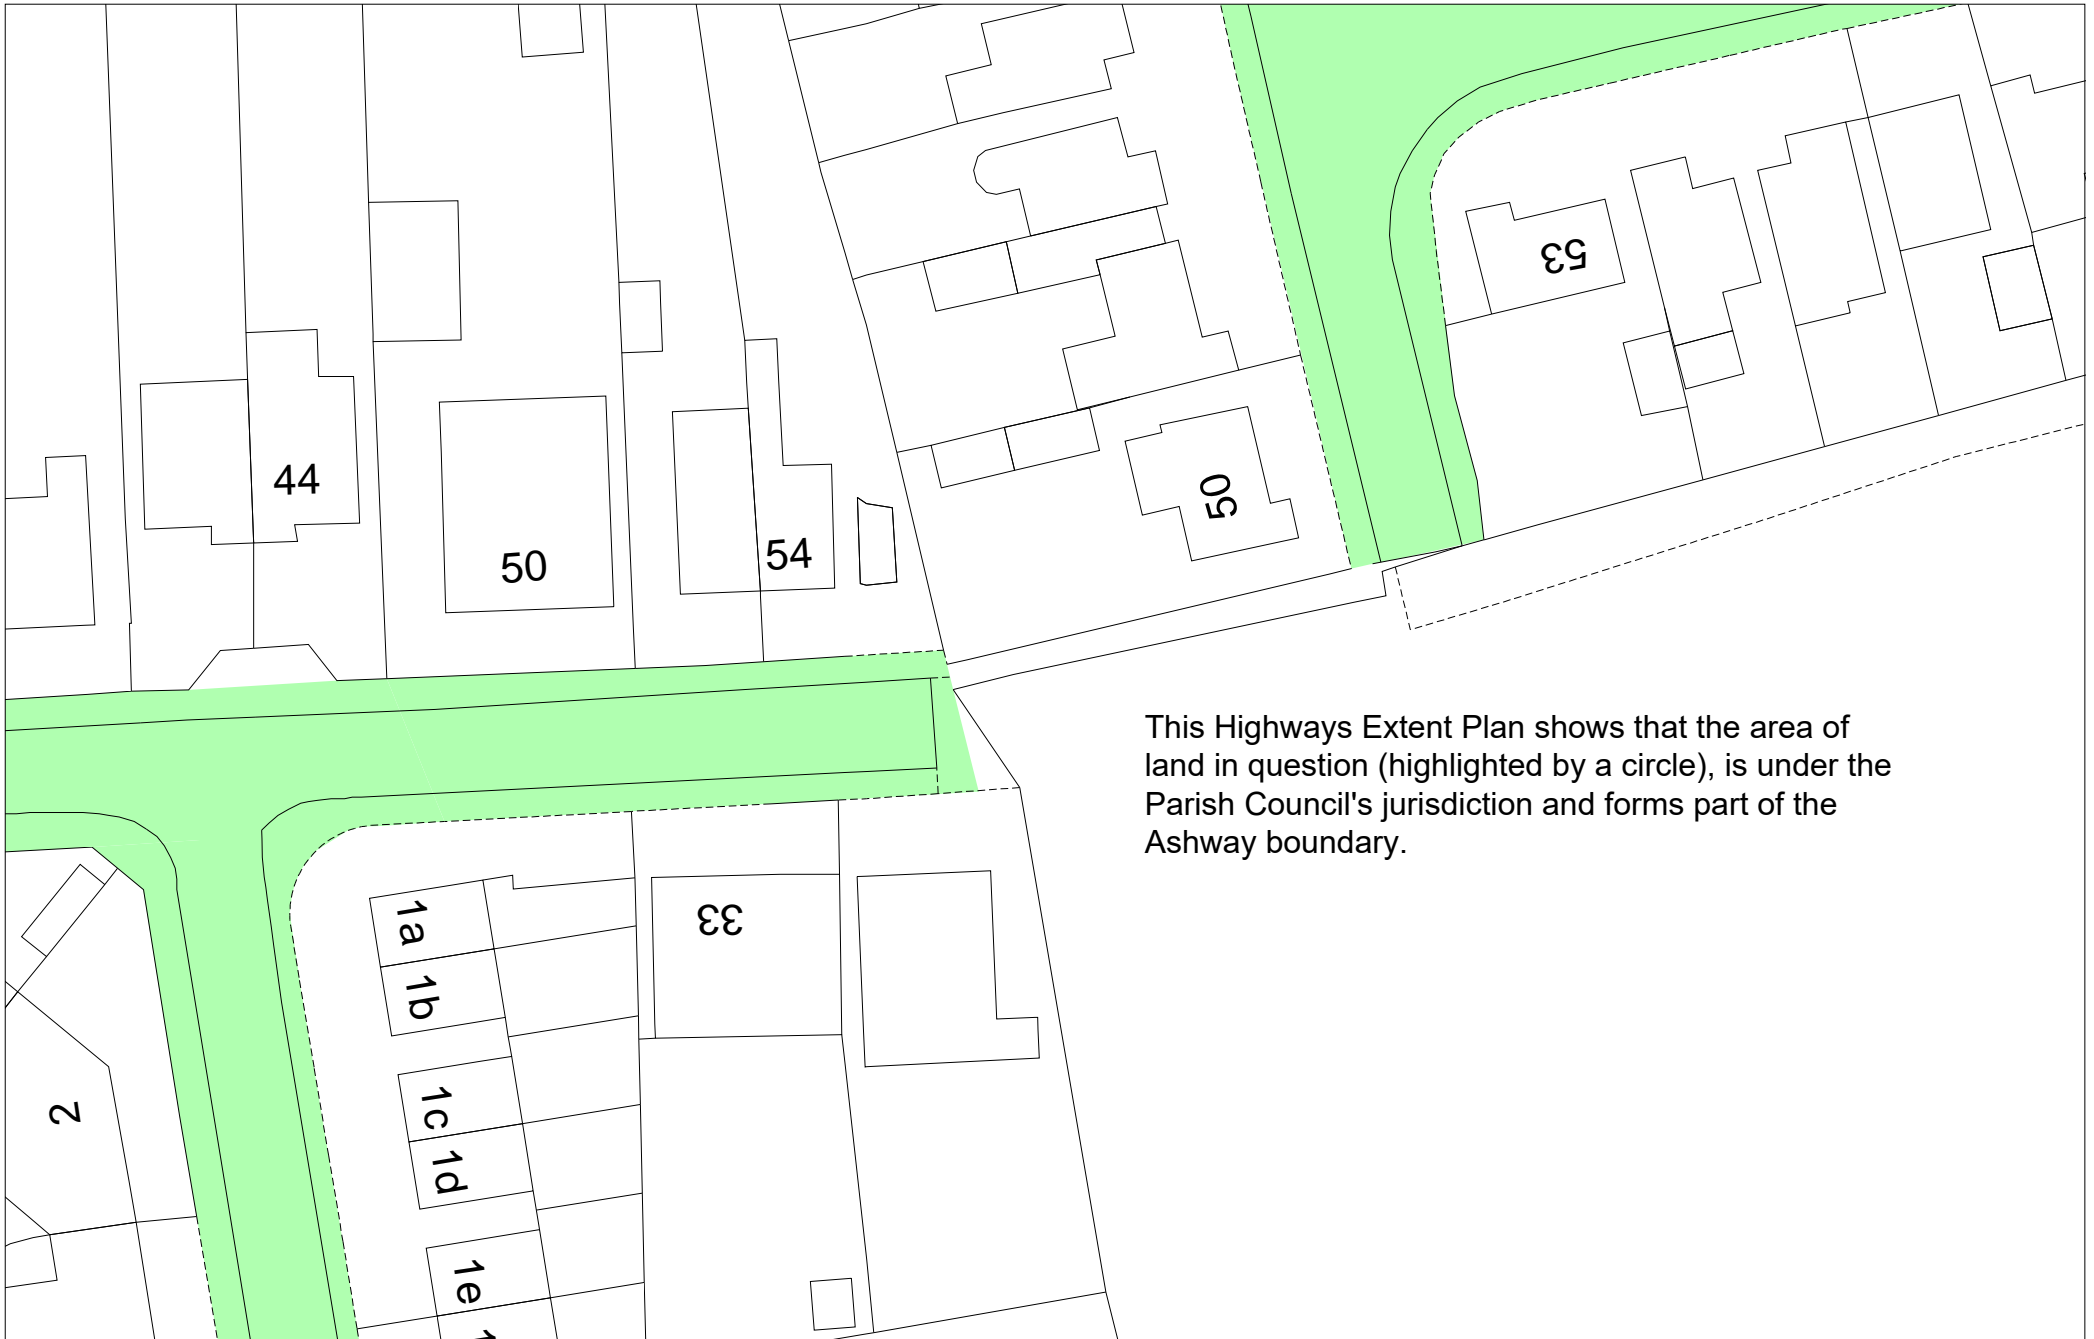 53
44
50
50
54
This Highways Extent Plan shows that the area of
land in question (highlighted by a circle), is under the
Parish Council's jurisdiction and forms part of the
Ashway boundary.
1a
33
1b
2
1c
1d
1e